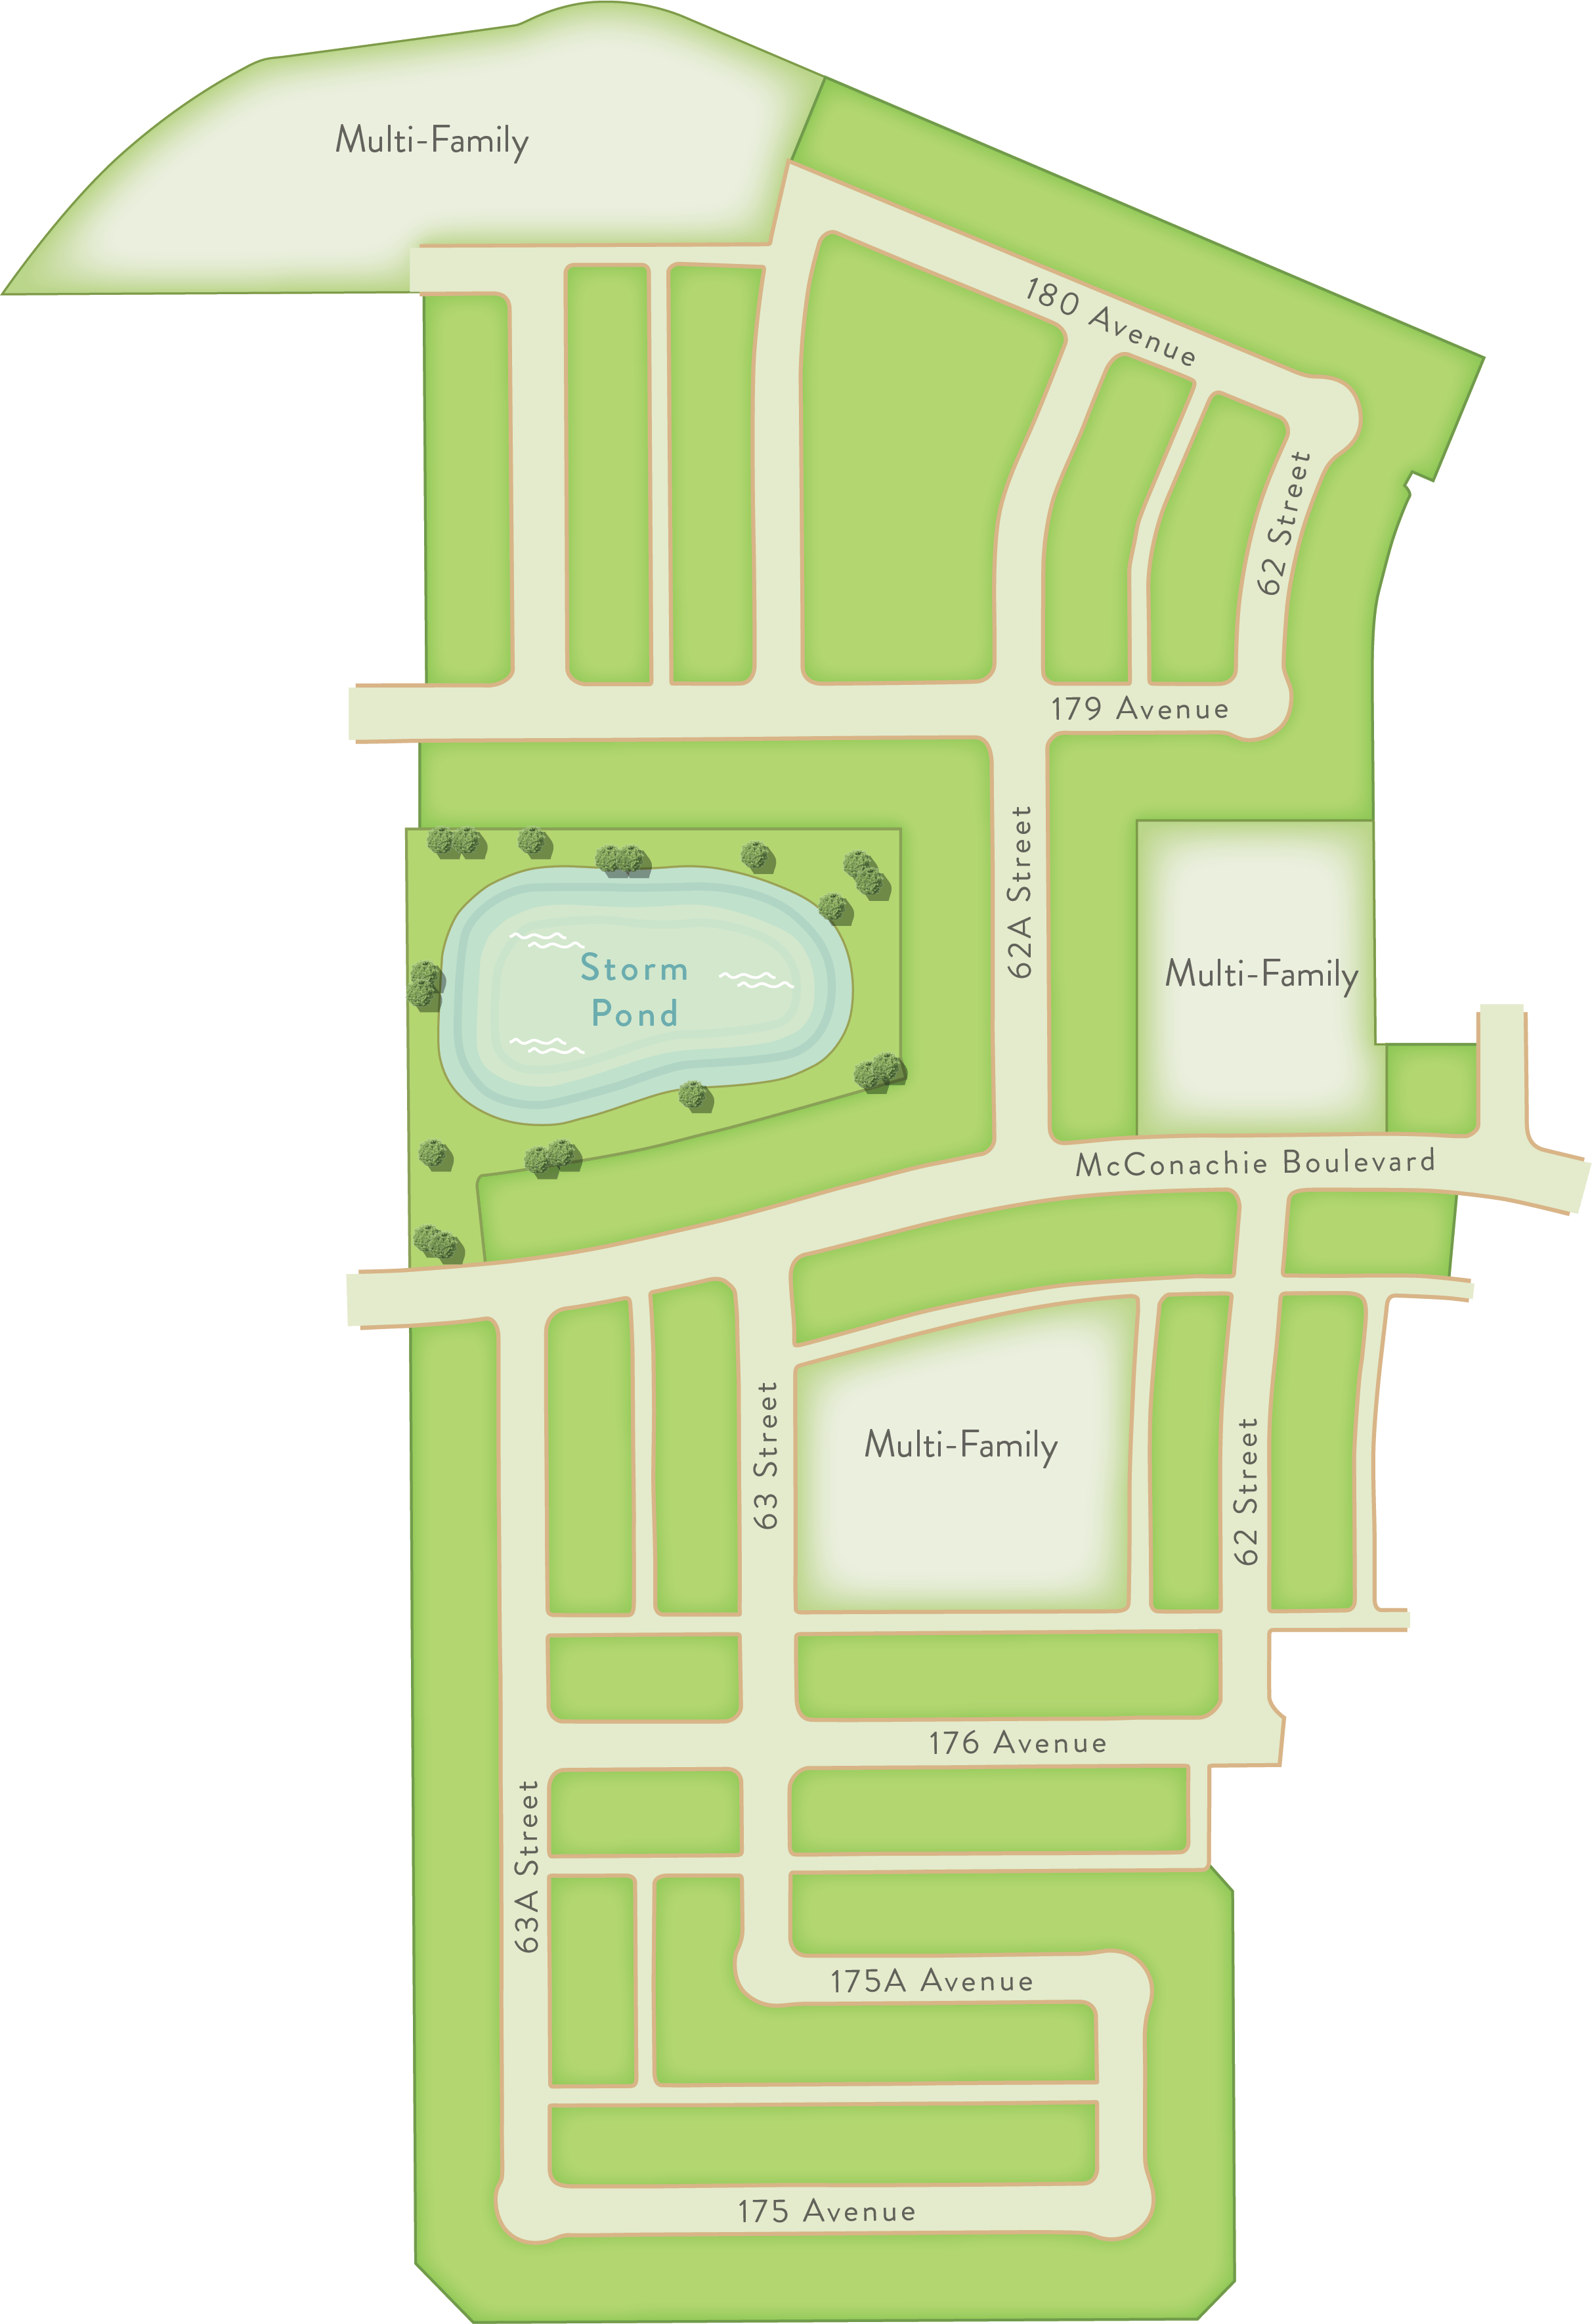 Multi-Family
180 Avenue
62 Street
179 Avenue
62A Street
Storm
Pond
Multi-Family
McConachie Boulevard
63 Street
Multi-Family
62 Street
176 Avenue
63A Street
175A Avenue
175 Avenue